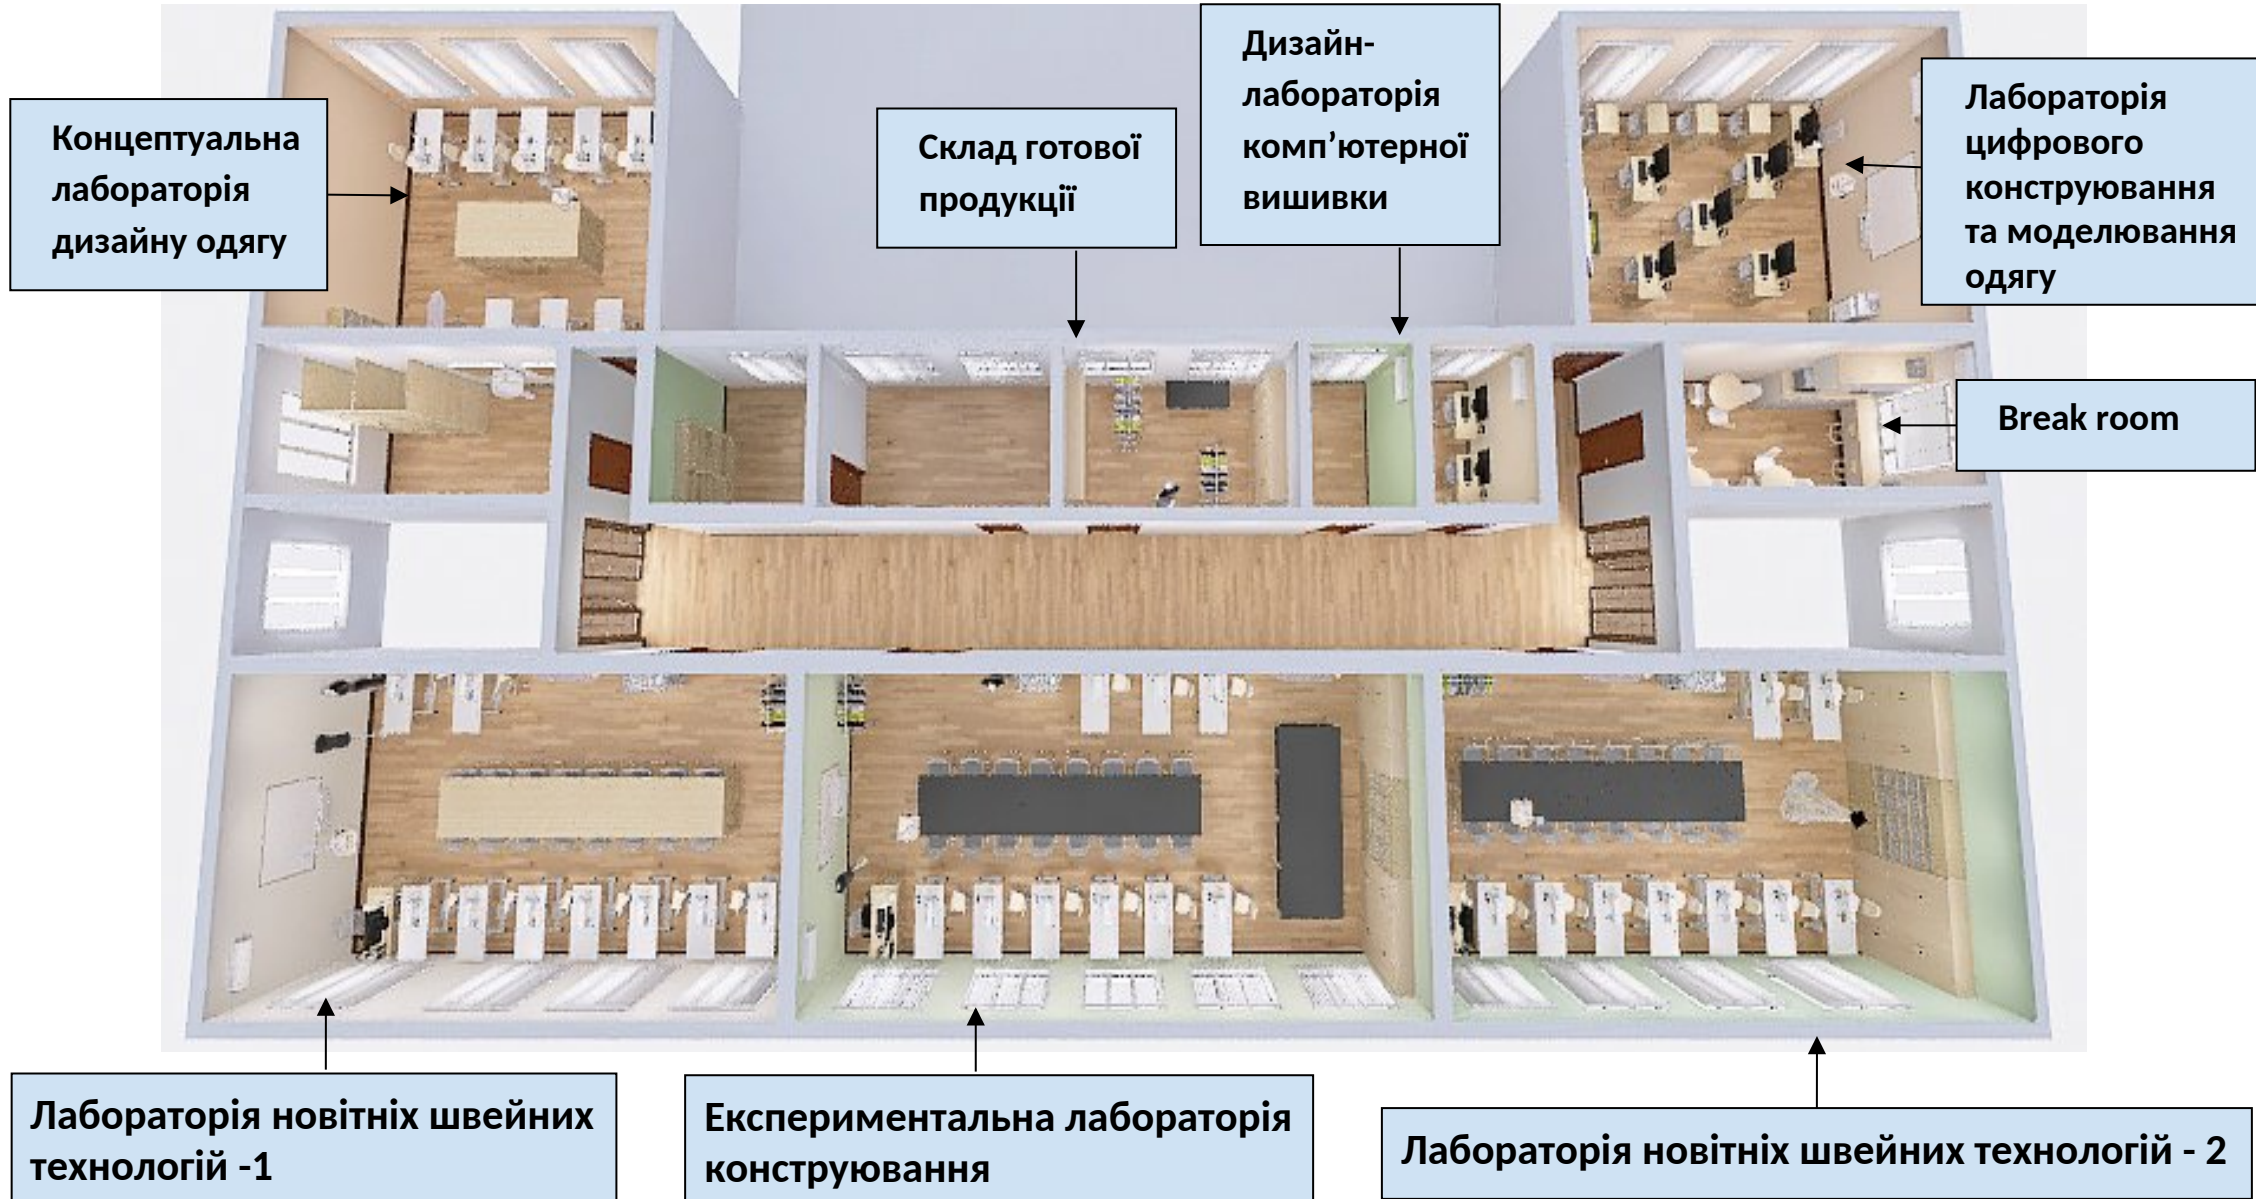 Концептуальна
лабораторія
дизайну одягу
Склад готової
продукції
Дизайн-
лабораторія
комп’ютерної
вишивки
Лабораторія
цифрового
конструювання
та моделювання
одягу
Break room
Лабораторія новітніх швейних
технологій -1
Експериментальна лабораторія
конструювання
Лабораторія новітніх швейних технологій - 2